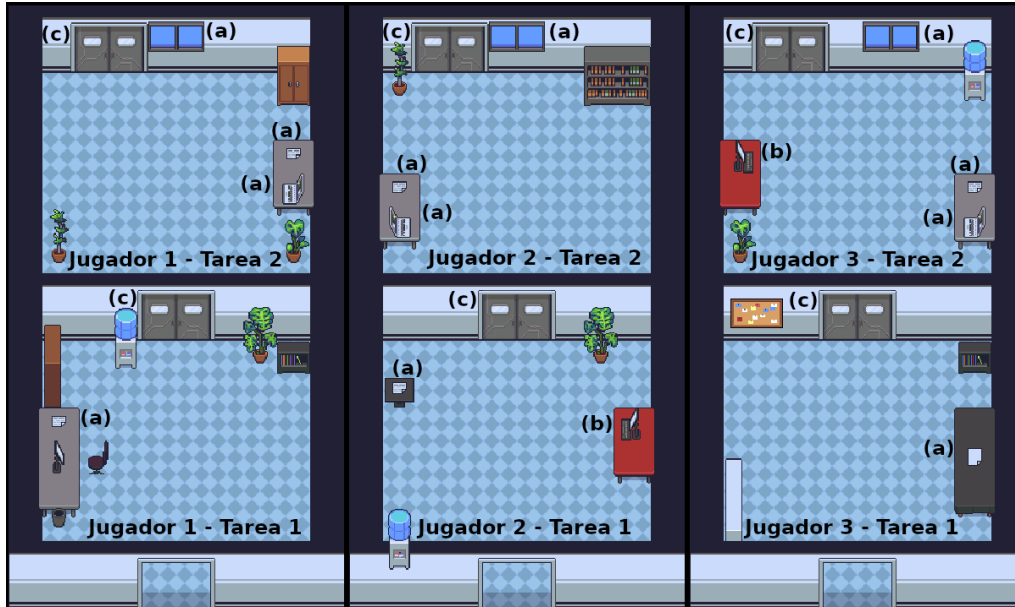 (c) (a) (c) (a) (c) (a)
(a) (b)
(a) (a) (a)
(a) (a)
Jugador 1 - Tarea 2 Jugador 2 - Tarea 2 Jugador 3 - Tarea 2
(c) (c) (c)
(a)
(a) (b)
(a)
Jugador 1 - Tarea 1 Jugador 2 - Tarea 1 Jugador 3 - Tarea 1